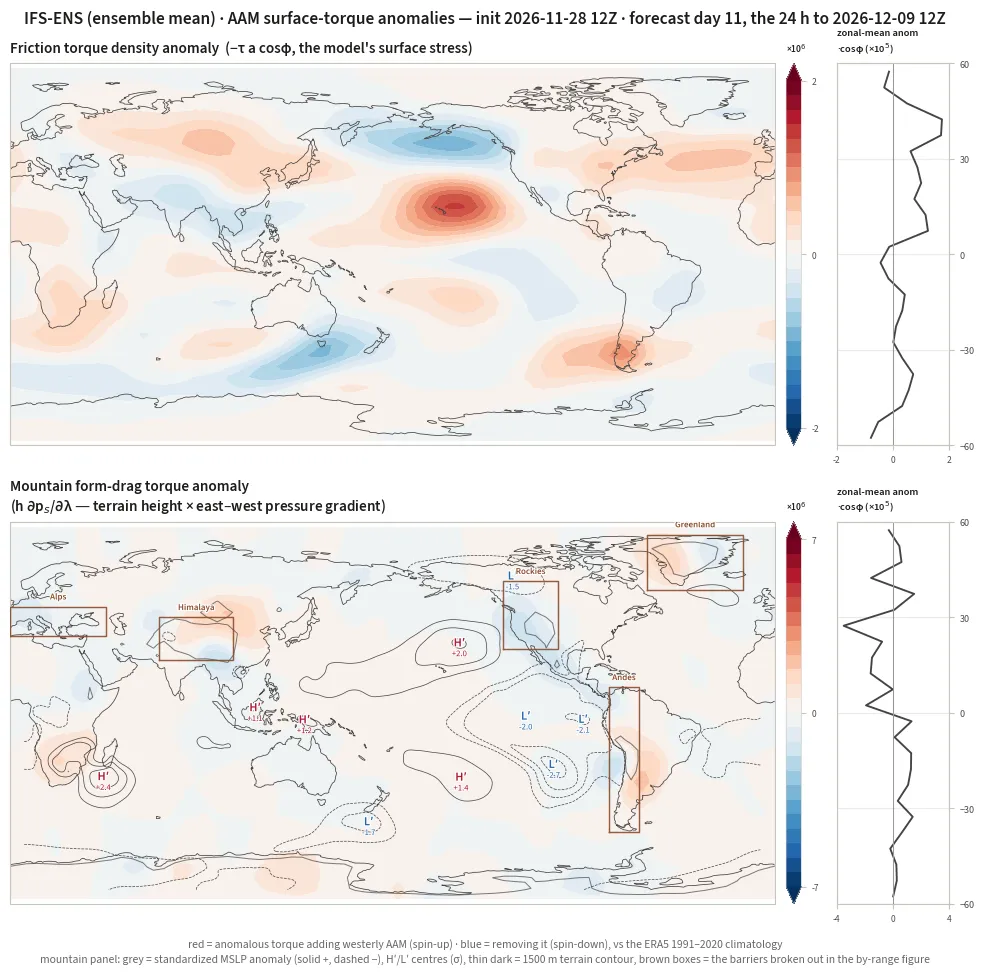 IFS-ENS (ensemble mean) · AAM surface-torque anomalies — init 2026-11-28 12Z · forecast day 11, the 24 h to 2026-12-09 12Z
Friction torque density anomaly (−τ a cosφ, the model's surface stress)
×10⁶
zonal-mean anom
·cosφ (×10⁵)
2
0
-2
60
30
0
−30
−60
-2
0
2
Mountain form-drag torque anomaly
(h ∂pₛ/∂λ — terrain height × east–west pressure gradient)
×10⁶
zonal-mean anom
·cosφ (×10⁵)
Greenland
Rockies
L'
-1.5
Alps
Himalaya
H'
+2.0
Andes
H'
+1.1
H'
+1.2
L'
-2.0
L'
-2.1
L'
-2.7
H'
+2.4
H'
+1.4
L'
-1.7
7
0
-7
60
30
0
−30
−60
-4
0
4
red = anomalous torque adding westerly AAM (spin-up) · blue = removing it (spin-down), vs the ERA5 1991–2020 climatology
mountain panel: grey = standardized MSLP anomaly (solid +, dashed −), H'/L' centres (σ), thin dark = 1500 m terrain contour, brown boxes = the barriers broken out in the by-range figure